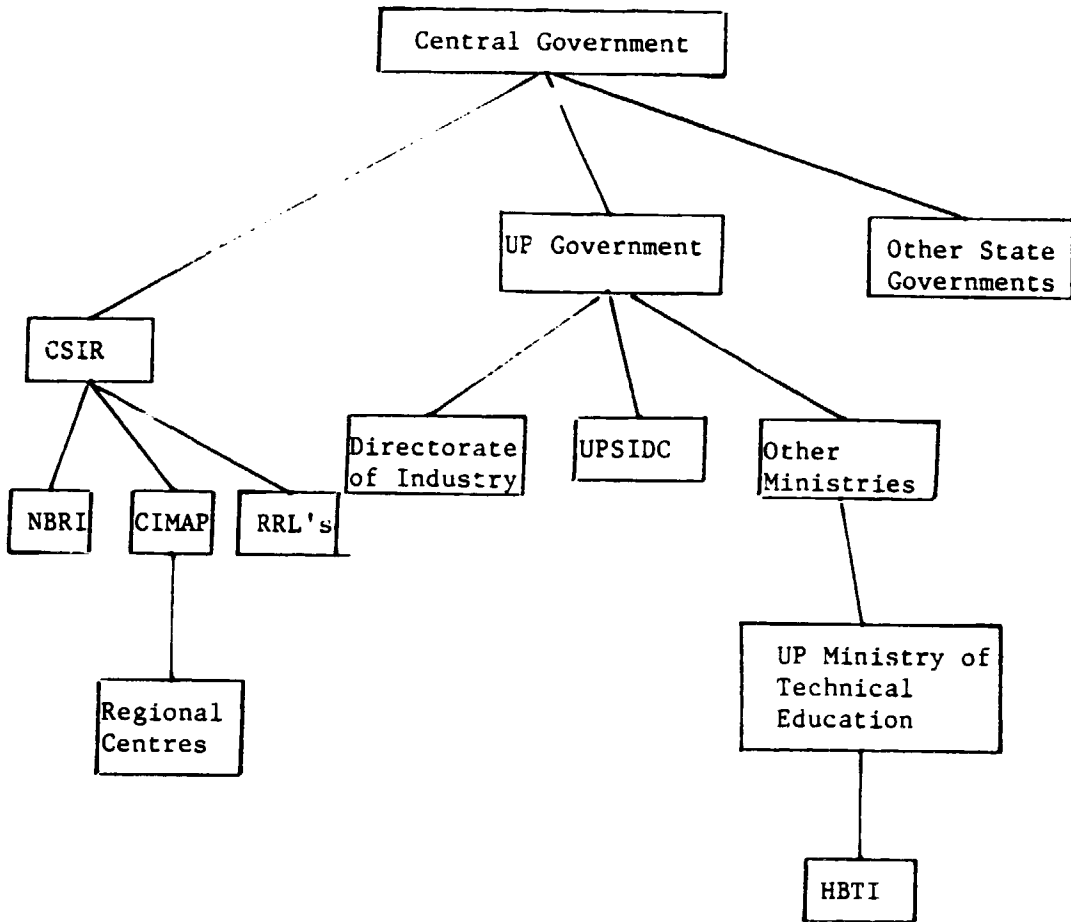 Central Government
UP Government
Other State
Governments
CSIR
Directorate
of Industry
UPSIDC
Other
Ministries
NBRI
CIMAP
RRL's
UP Ministry of
Technical
Education
Regional
Centres
HBTI